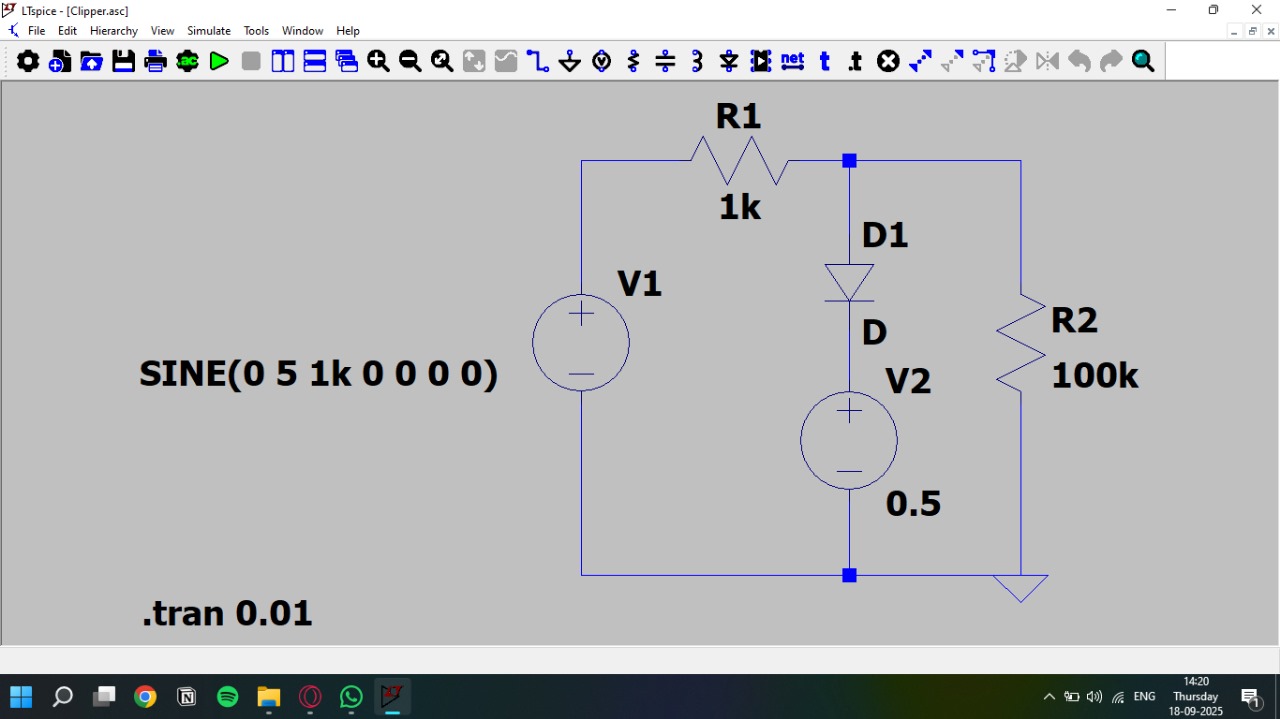 LTspice - [Clipper.asc]
File Edit Hierarchy View Simulate Tools Window Help
.ac
net
t
.t
R1
1k
D1
V1
D
R2
V2
SINE(0 5 1k 0 0 0 0)
100k
0.5
.tran 0.01
ENG
14:20
Thursday
18-09-2025
1